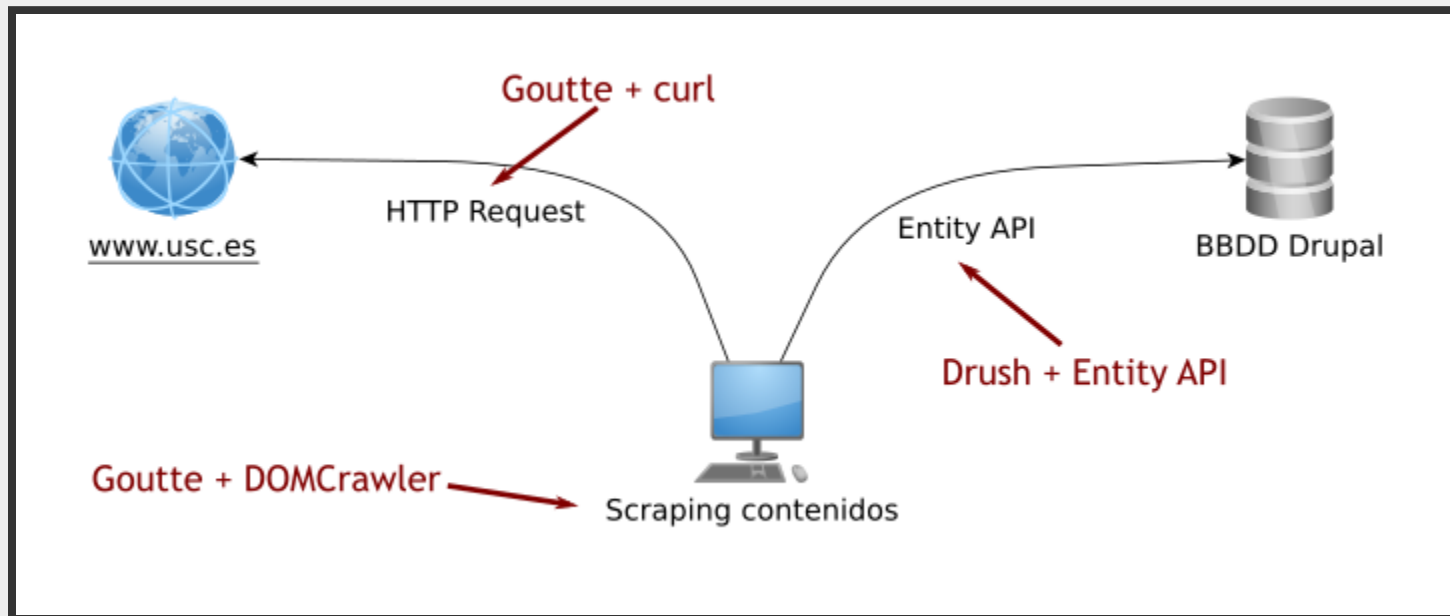 Goutte + curl
HTTP Request
www.usc.es
Entity API
BBDD Drupal
Drush + Entity API
Goutte + DOMCrawler
Scraping contenidos